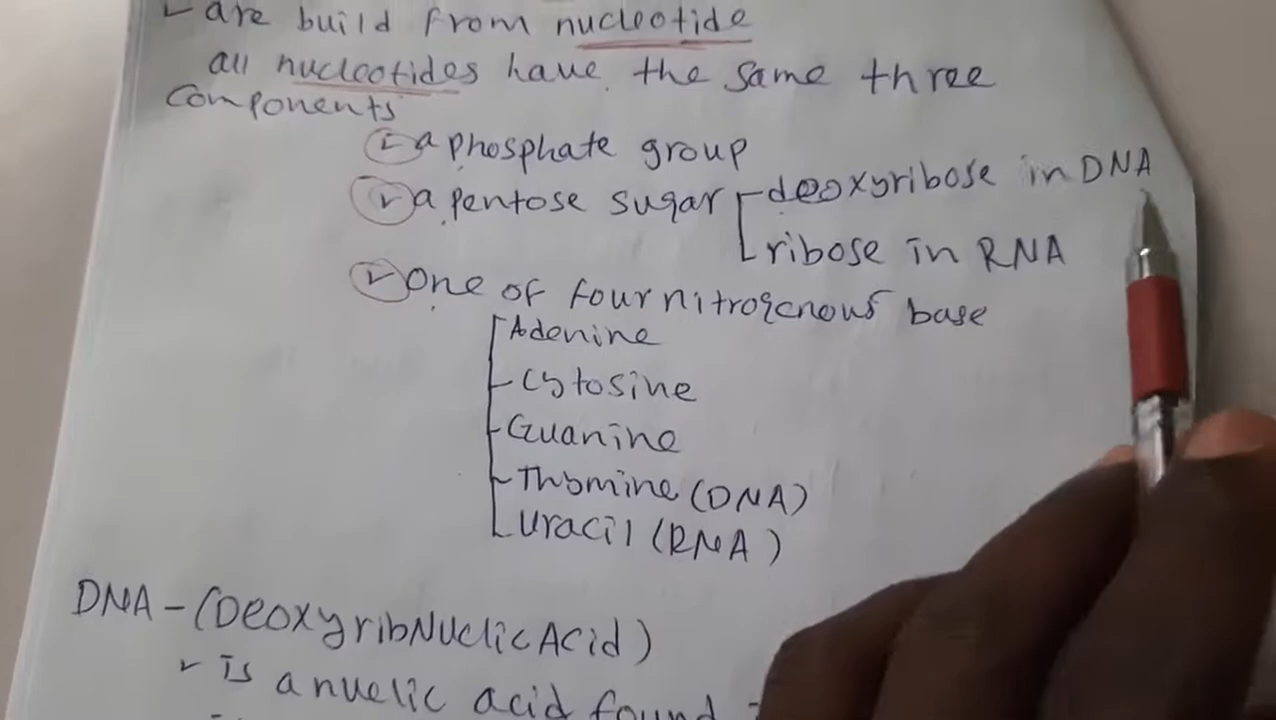 ✓ are build from nucleotide
all nucleotides have the same three
components
✓ a phosphate group
✓ a pentose sugar deoxyribose in DNA
ribose in RNA
✓ one of four nitrogenous base
Adenine
Cytosine
Guanine
Thymine (DNA)
Uracil (RNA)
DNA - (DeoxyribNuclicAcid)
✓ is a nuelic acid found